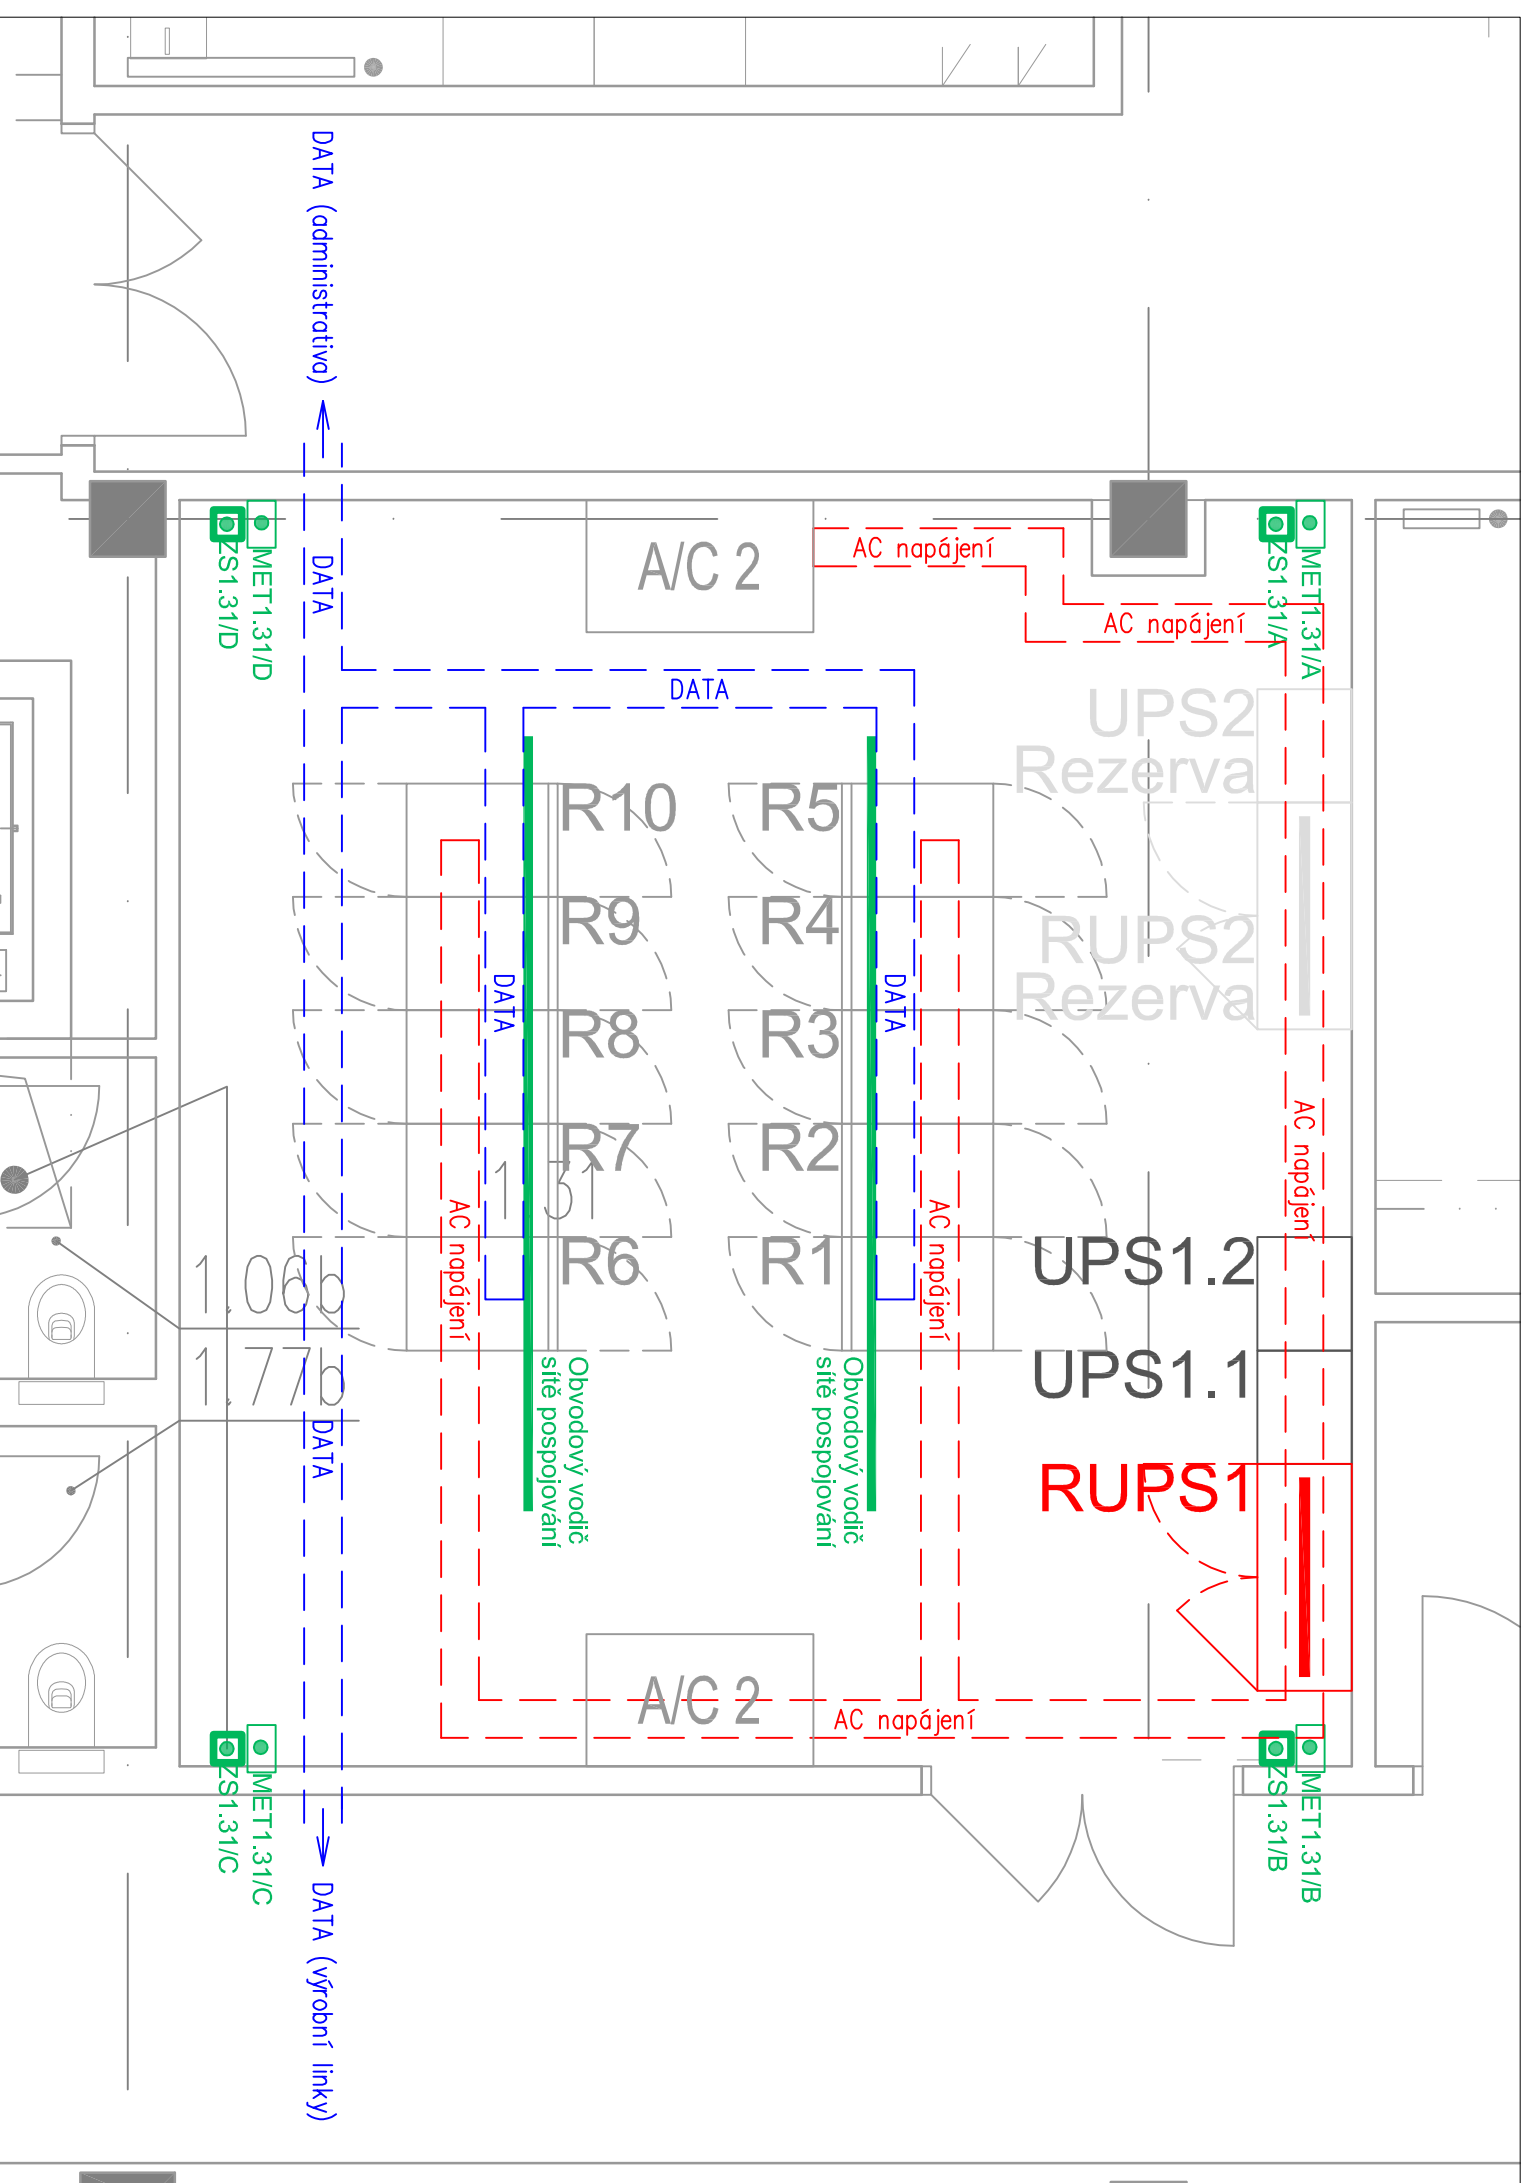 DATA (administrativa)
ZS1.31/D
MET1.31/D
DATA
A/C 2
AC napájení
AC napájení
ZS1.31/A
MET1.31/A
DATA
UPS2
Rezerva
R10
R5
R9
R4
RUPS2
Rezerva
DATA
DATA
R8
R3
AC napájení
R7
R2
1,31
AC napájení
AC napájení
R6
R1
UPS1.2
1,06b
1,77b
UPS1.1
Obvodový vodič
sítě pospojování
Obvodový vodič
sítě pospojování
DATA
RUPS1
A/C 2
AC napájení
ZS1.31/C
MET1.31/C
ZS1.31/B
MET1.31/B
DATA (výrobní linky)